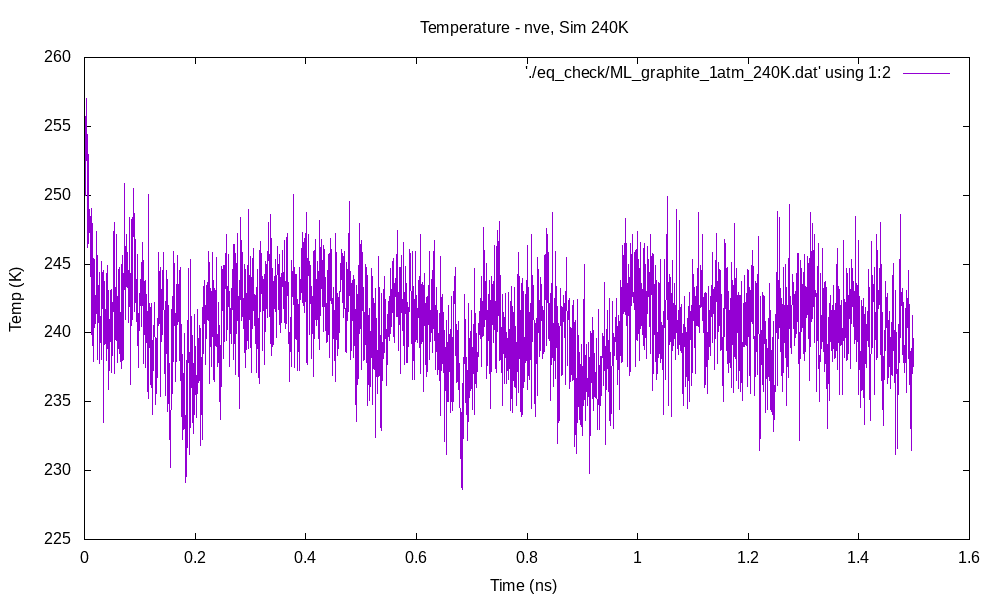 Temperature - nve, Sim 240K
'./eq_check/ML_graphite_1atm_240K.dat' using 1:2
260
255
250
245
240
235
230
225
Temp (K)
0 0.2 0.4 0.6 0.8 1 1.2 1.4 1.6
Time (ns)